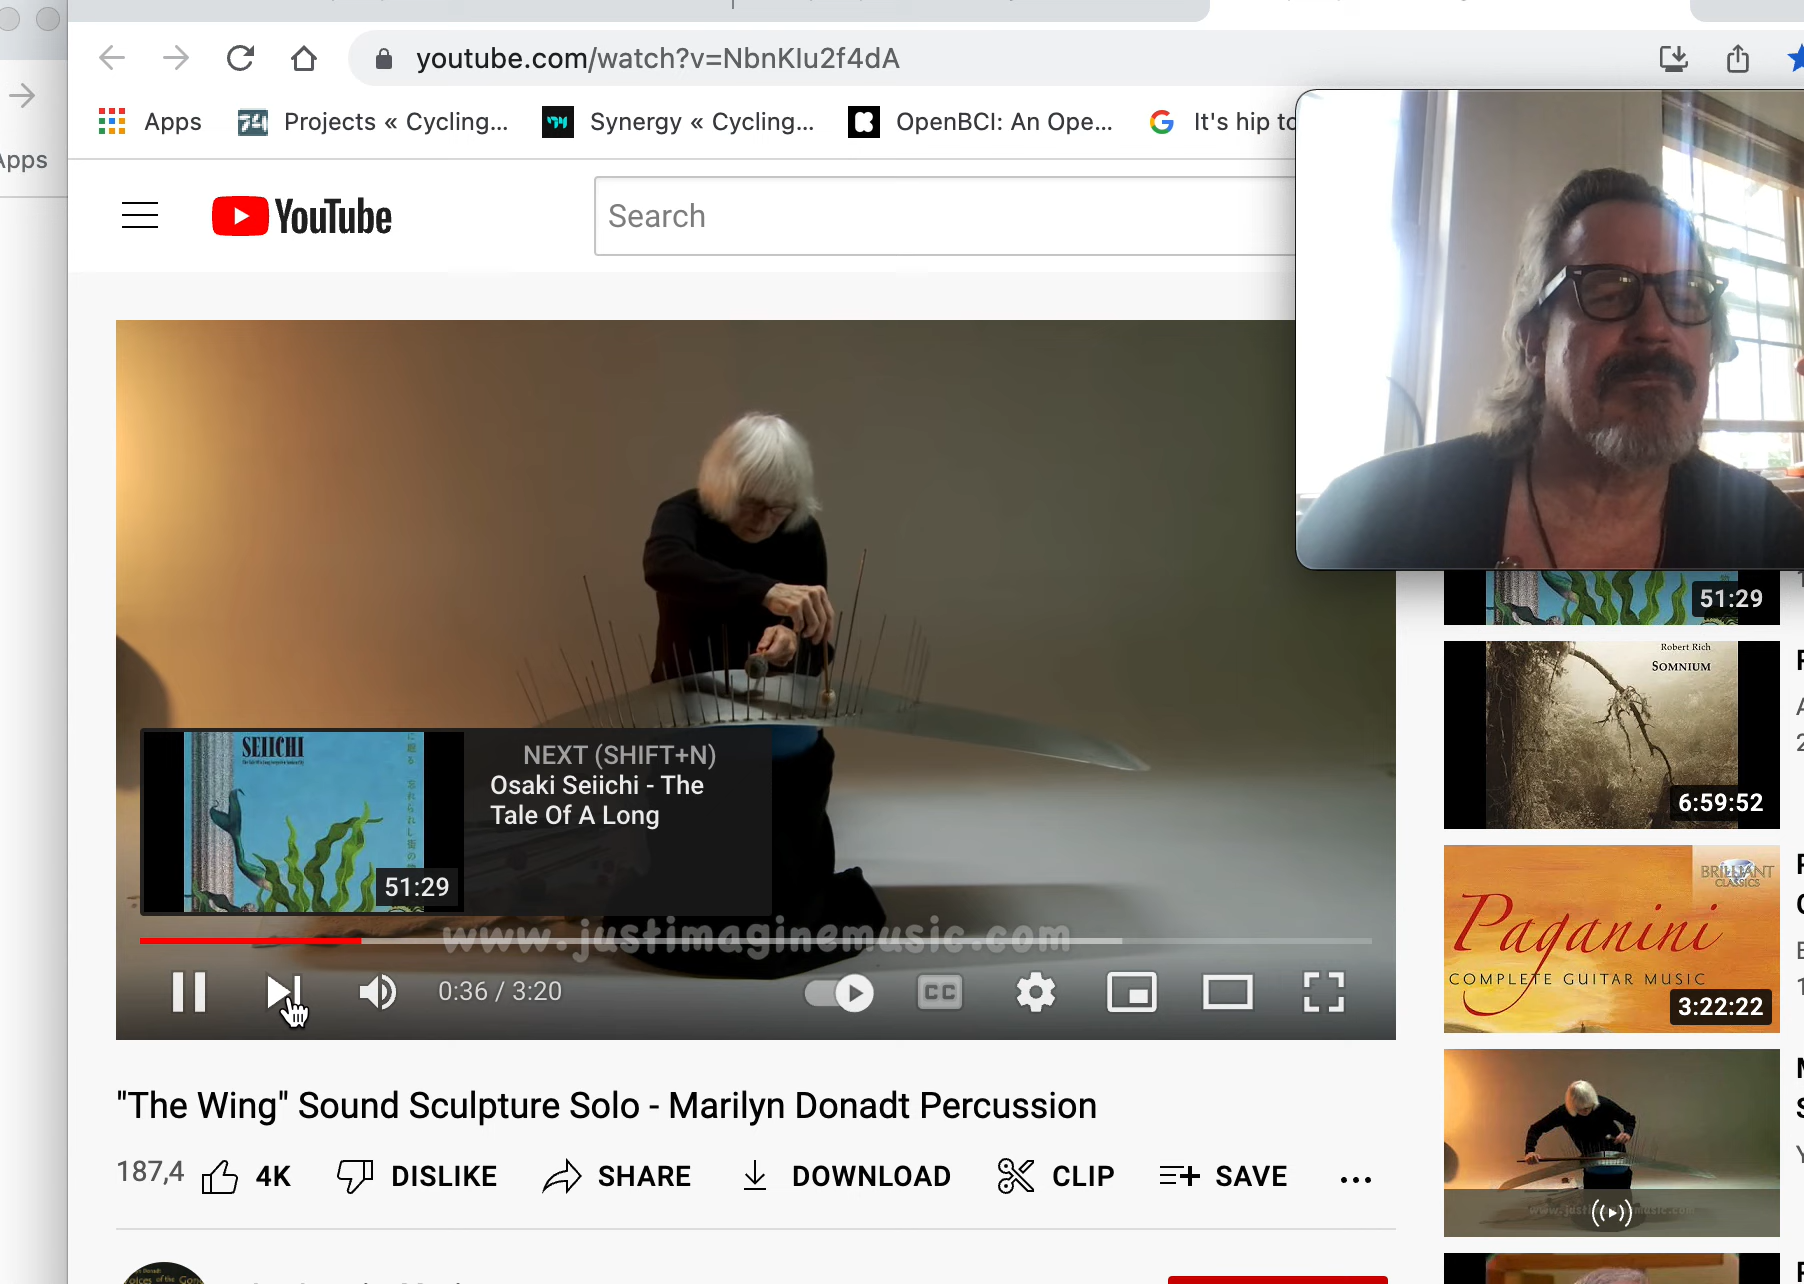 youtube.com/watch?v=NbnKIu2f4dA
Apps
Projects « Cycling...
Synergy « Cycling...
OpenBCI: An Ope...
It's hip to
Apps
YouTube
Search
SEIICHI
NEXT (SHIFT+N)
Osaki Seiichi - The
Tale Of A Long
51:29
www.justimaginemusic.com
0:36 / 3:20
CC
"The Wing" Sound Sculpture Solo - Marilyn Donadt Percussion
187,4
4K
DISLIKE
SHARE
DOWNLOAD
CLIP
SAVE
51:29
Robert Rich
SOMNIUM
6:59:52
BRILLIANT
CLASSICS
Paganini
COMPLETE GUITAR MUSIC
3:22:22